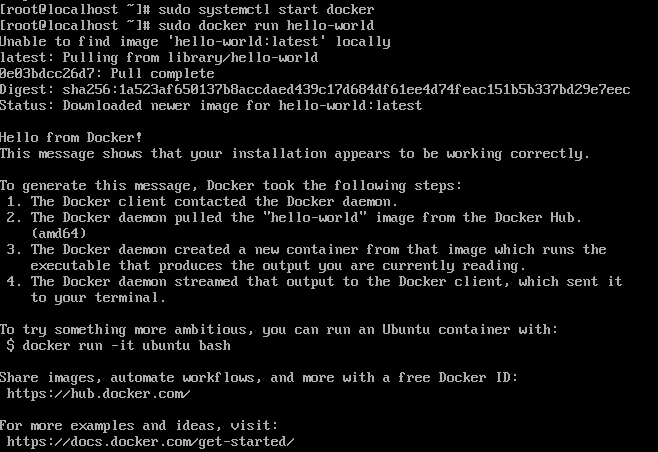 [root@localhost ~]# sudo systemctl start docker
[root@localhost ~]# sudo docker run hello-world
Unable to find image 'hello-world:latest' locally
latest: Pulling from library/hello-world
0e03bdcc26d7: Pull complete
Digest: sha256:1a523af650137b8accdaed439c17d684df61ee4d74feac151b5b337bd29e7eec
Status: Downloaded newer image for hello-world:latest
Hello from Docker!
This message shows that your installation appears to be working correctly.
To generate this message, Docker took the following steps:
1. The Docker client contacted the Docker daemon.
2. The Docker daemon pulled the "hello-world" image from the Docker Hub.
(amd64)
3. The Docker daemon created a new container from that image which runs the
executable that produces the output you are currently reading.
4. The Docker daemon streamed that output to the Docker client, which sent it
to your terminal.
To try something more ambitious, you can run an Ubuntu container with:
$ docker run -it ubuntu bash
Share images, automate workflows, and more with a free Docker ID:
https://hub.docker.com/
For more examples and ideas, visit:
https://docs.docker.com/get-started/